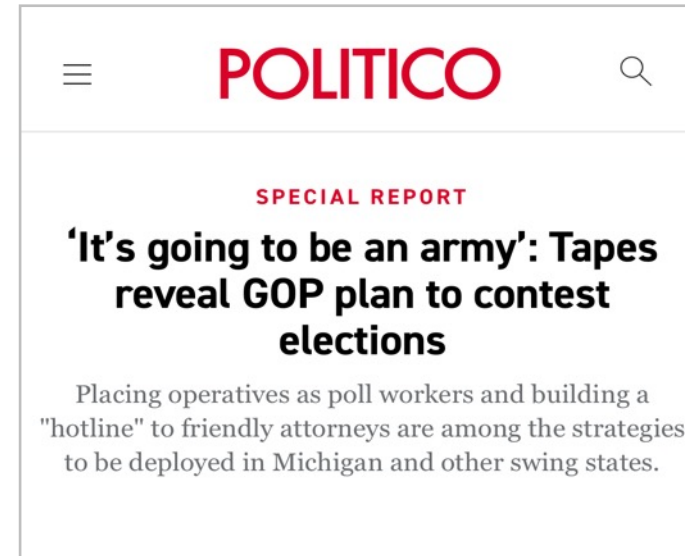 POLITICO
SPECIAL REPORT
‘It’s going to be an army’: Tapes
reveal GOP plan to contest
elections
Placing operatives as poll workers and building a
"hotline" to friendly attorneys are among the strategies
to be deployed in Michigan and other swing states.